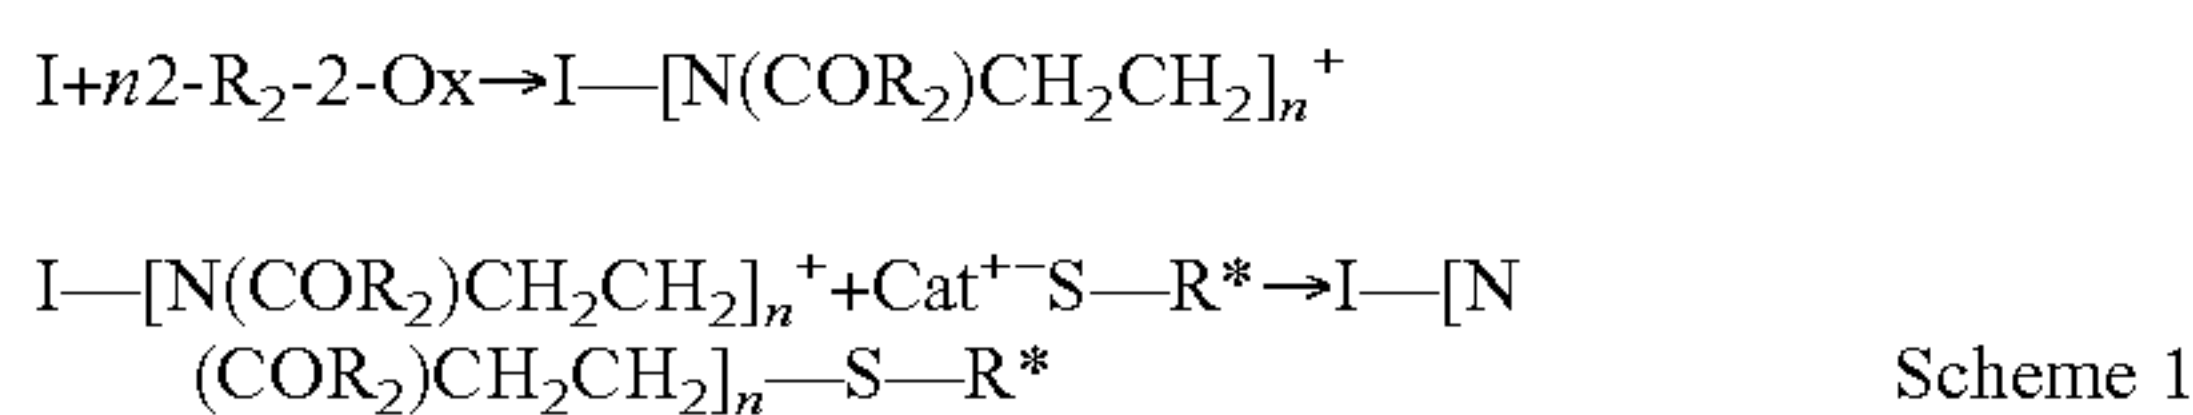 I+n2-R₂-2-Ox→I—[N(COR₂)CH₂CH₂]ₙ⁺
I—[N(COR₂)CH₂CH₂]ₙ⁺+Cat⁺⁻S—R*→I—[N
(COR₂)CH₂CH₂]ₙ—S—R* Scheme 1